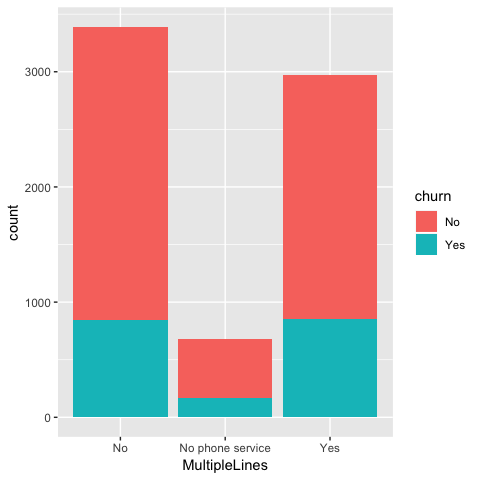 3000
2000
1000
0
count
No
No phone service
Yes
MultipleLines
churn
No
Yes